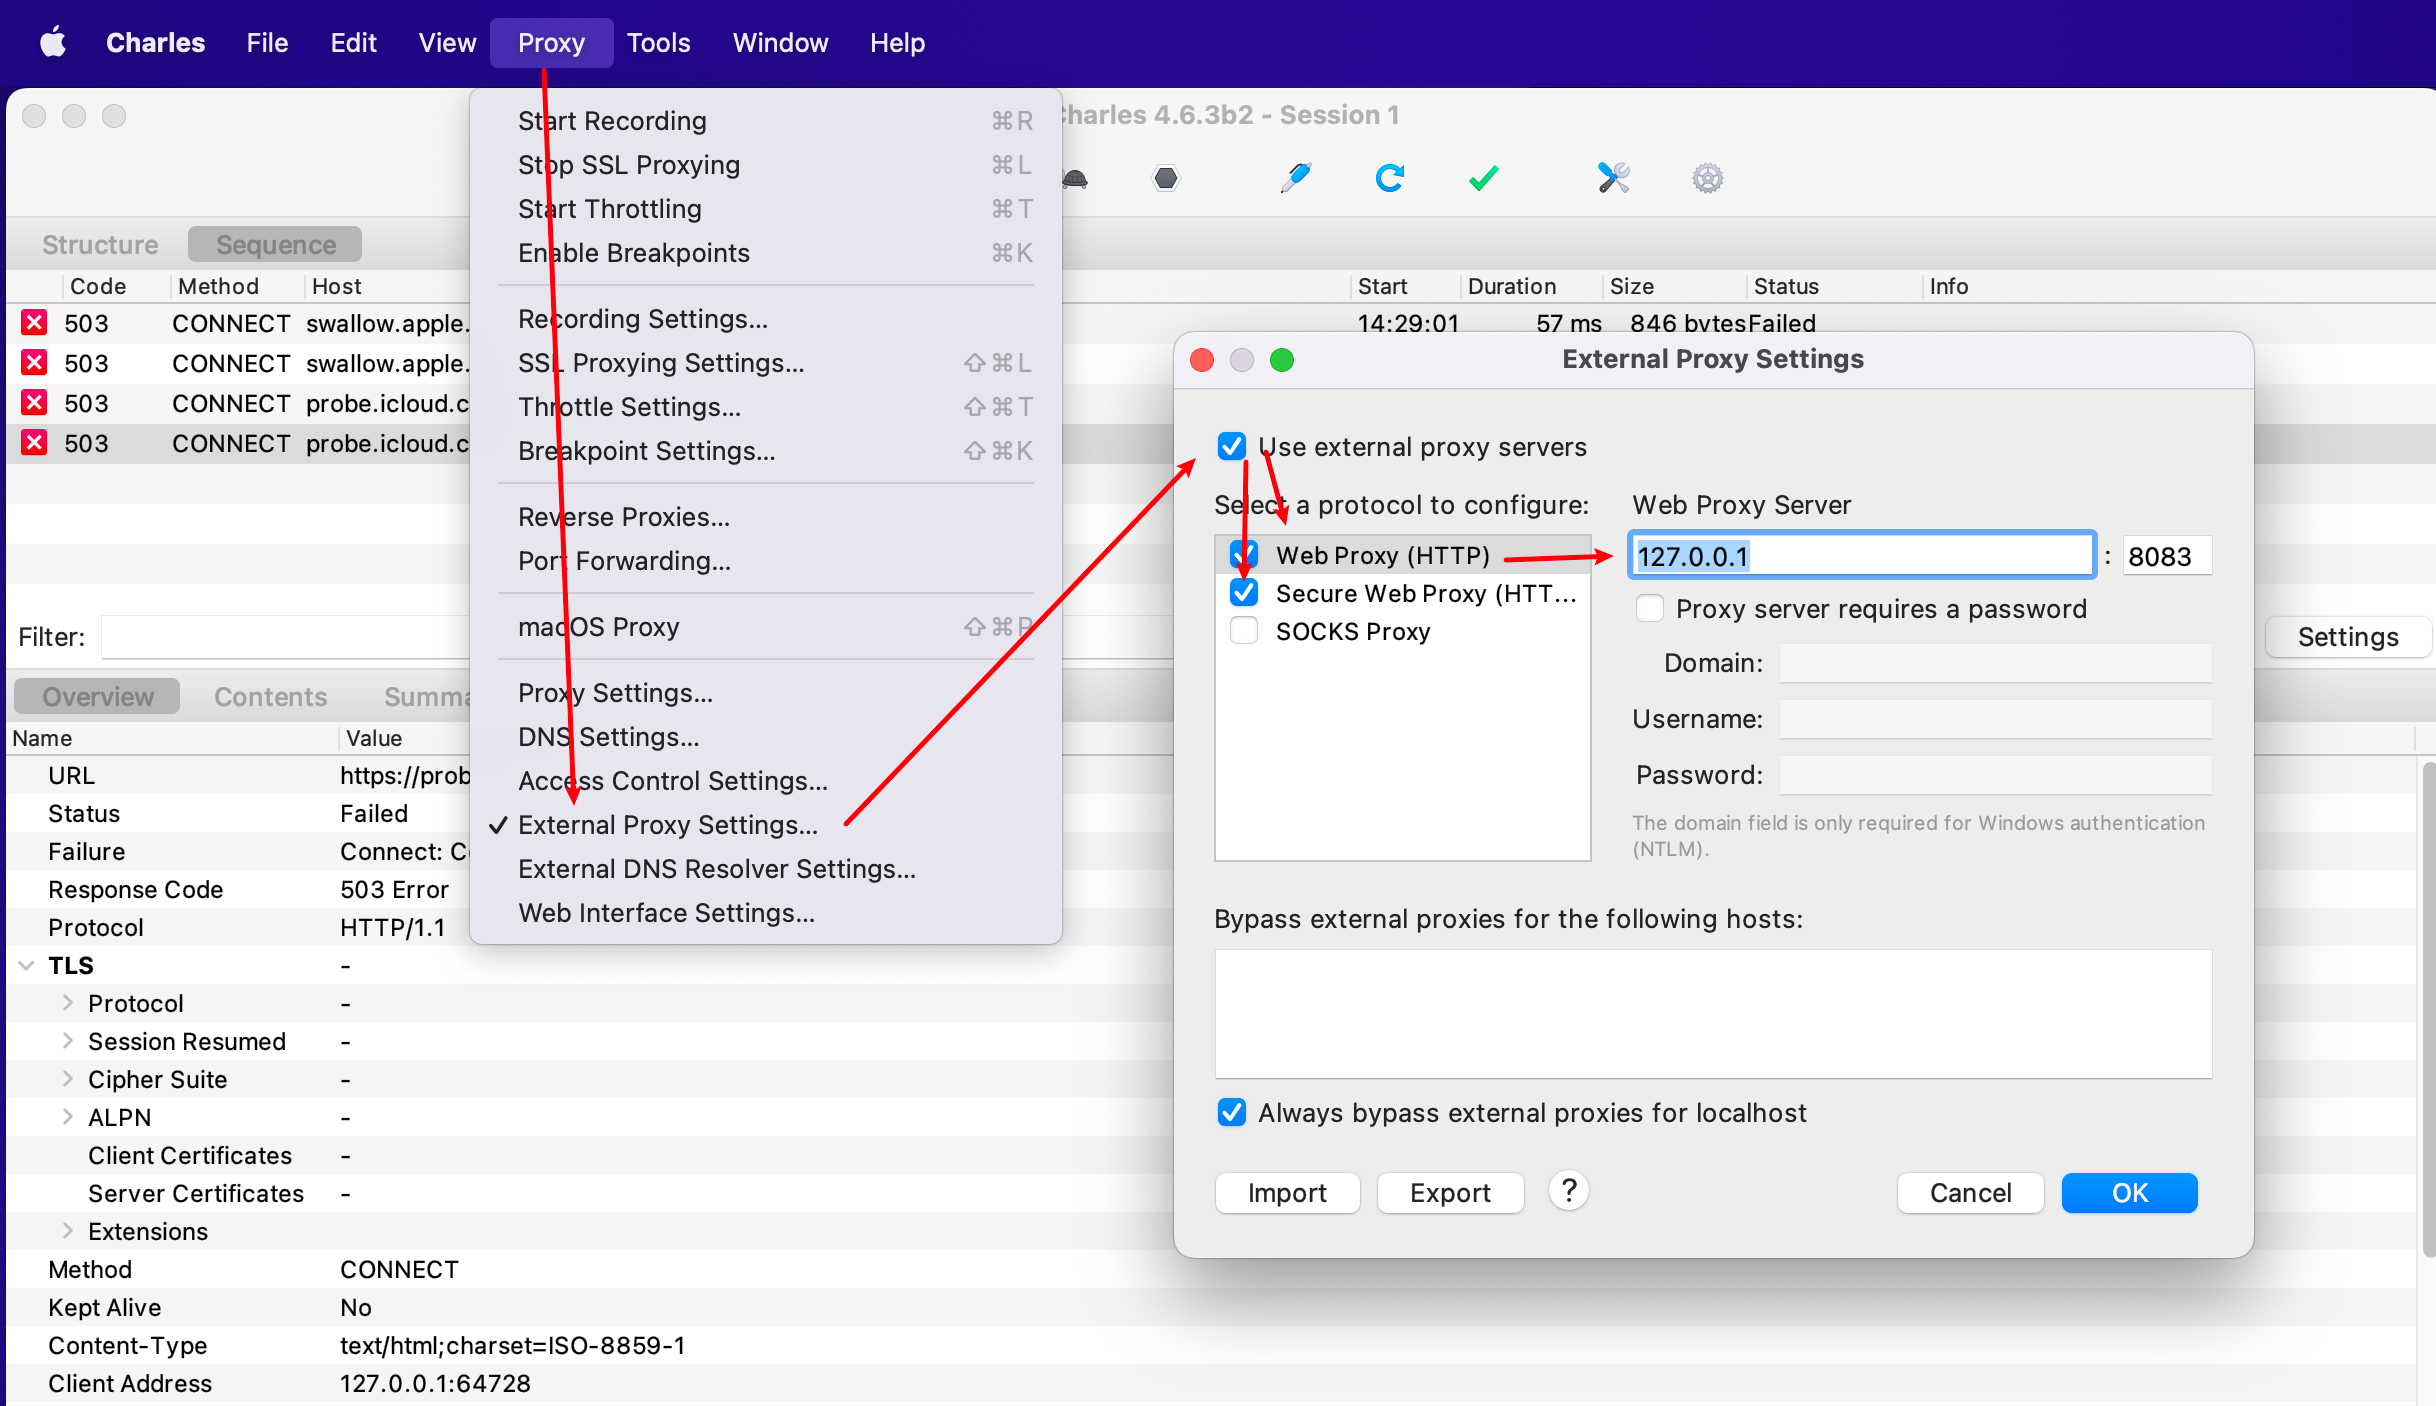 Charles File Edit View Proxy Tools Window Help
Charles 4.6.3b2 - Session 1
Start Recording ⌘R
Stop SSL Proxying ⌘L
Start Throttling ⌘T
Enable Breakpoints ⌘K
Recording Settings...
SSL Proxying Settings... ⇧⌘L
Throttle Settings... ⇧⌘T
Breakpoint Settings... ⇧⌘K
Reverse Proxies...
Port Forwarding...
macOS Proxy ⇧⌘P
Proxy Settings...
DNS Settings...
Access Control Settings...
✓ External Proxy Settings...
External DNS Resolver Settings...
Web Interface Settings...
Structure Sequence
Code Method Host Start Duration Size Status Info
503 CONNECT swallow.apple. 14:29:01 57 ms 846 bytes Failed
503 CONNECT swallow.apple.
503 CONNECT probe.icloud.c
503 CONNECT probe.icloud.c
Filter: Settings
Overview Contents Summa
Name Value
URL https://prob
Status Failed
Failure Connect: C
Response Code 503 Error
Protocol HTTP/1.1
TLS -
Protocol -
Session Resumed -
Cipher Suite -
ALPN -
Client Certificates -
Server Certificates -
Extensions
Method CONNECT
Kept Alive No
Content-Type text/html;charset=ISO-8859-1
Client Address 127.0.0.1:64728
External Proxy Settings
Use external proxy servers
Select a protocol to configure:
Web Proxy (HTTP)
Secure Web Proxy (HTT...
SOCKS Proxy
Web Proxy Server
127.0.0.1 : 8083
Proxy server requires a password
Domain:
Username:
Password:
The domain field is only required for Windows authentication
(NTLM).
Bypass external proxies for the following hosts:
Always bypass external proxies for localhost
Import Export ? Cancel OK